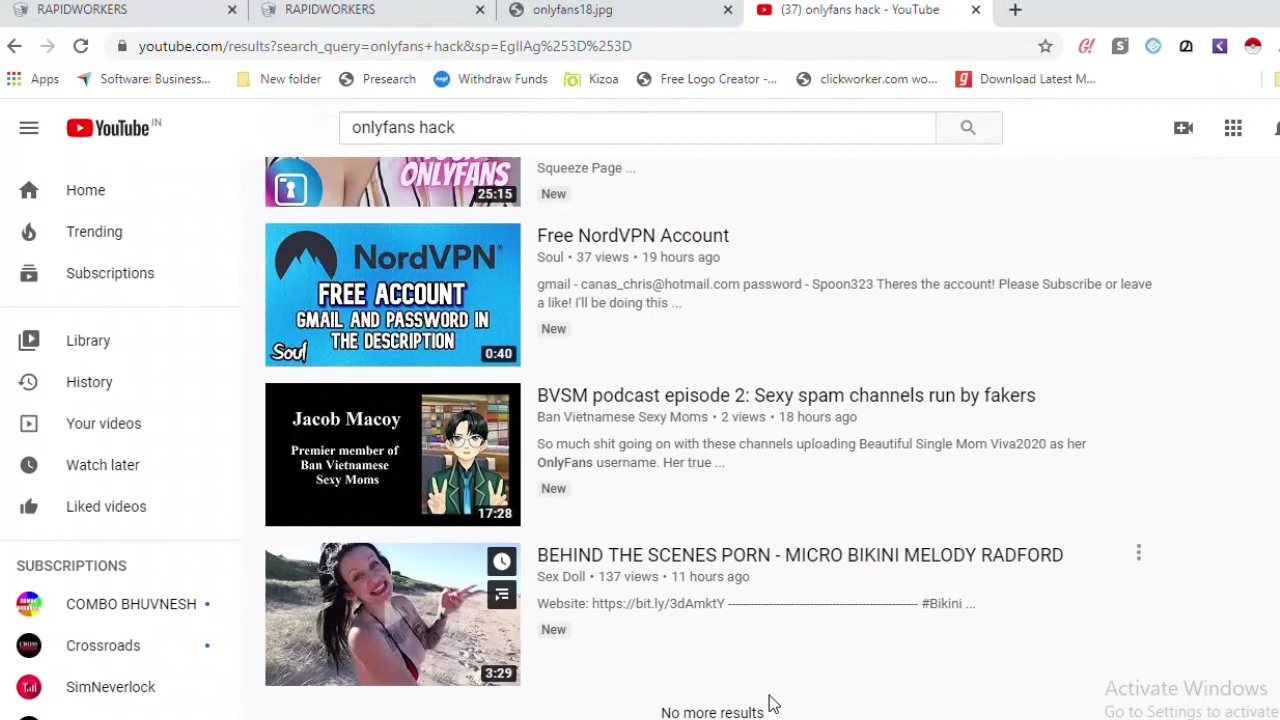 RAPIDWORKERS
RAPIDWORKERS
onlyfans18.jpg
(37) onlyfans hack - YouTube
youtube.com/results?search_query=onlyfans+hack&sp=EgIIAg%253D%253D
Apps
Software: Business...
New folder
Presearch
Withdraw Funds
Kizoa
Free Logo Creator -...
clickworker.com wo...
Download Latest M...
YouTube IN
onlyfans hack
Home
Trending
Subscriptions
Library
History
Your videos
Watch later
Liked videos
SUBSCRIPTIONS
COMBO BHUVNESH
Crossroads
SimNeverlock
ONLYFANS
25:15
Squeeze Page ...
New
NordVPN
FREE ACCOUNT
GMAIL AND PASSWORD IN
THE DESCRIPTION
Soul
0:40
Free NordVPN Account
Soul • 37 views • 19 hours ago
gmail - canas_chris@hotmail.com password - Spoon323 Theres the account! Please Subscribe or leave
a like! I'll be doing this ...
New
Jacob Macoy
Premier member of
Ban Vietnamese
Sexy Moms
17:28
BVSM podcast episode 2: Sexy spam channels run by fakers
Ban Vietnamese Sexy Moms • 2 views • 18 hours ago
So much shit going on with these channels uploading Beautiful Single Mom Viva2020 as her
OnlyFans username. Her true ...
New
3:29
BEHIND THE SCENES PORN - MICRO BIKINI MELODY RADFORD
Sex Doll • 137 views • 11 hours ago
Website: https://bit.ly/3dAmktY ---------------------------------------------- #Bikini ...
New
No more results
Activate Windows
Go to Settings to activate